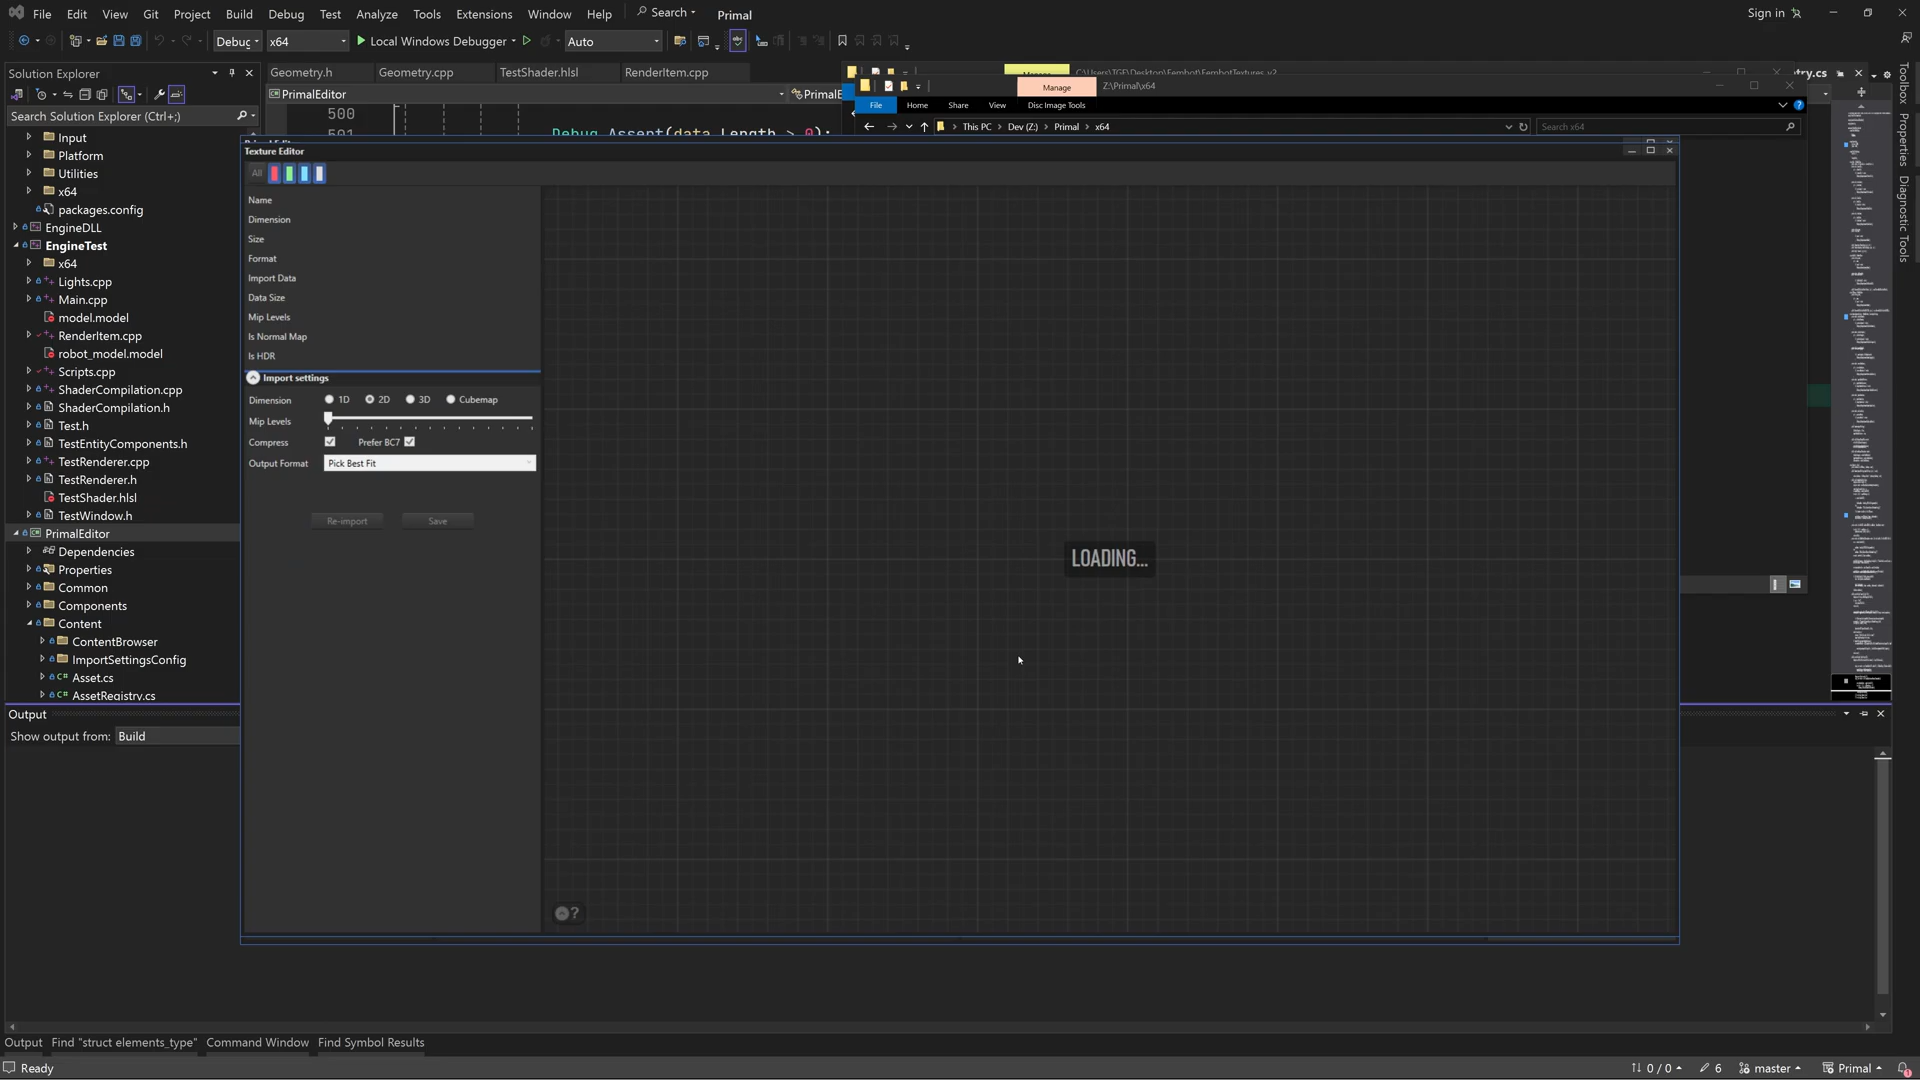 File Edit View Git Project Build Debug Test Analyze Tools Extensions Window Help Search Primal Sign in
Debug x64 Local Windows Debugger Auto
Solution Explorer
Search Solution Explorer (Ctrl+;)
Input
Platform
Utilities
x64
packages.config
EngineDLL
EngineTest
x64
Lights.cpp
Main.cpp
model.model
RenderItem.cpp
robot_model.model
Scripts.cpp
ShaderCompilation.cpp
ShaderCompilation.h
Test.h
TestEntityComponents.h
TestRenderer.cpp
TestRenderer.h
TestShader.hlsl
TestWindow.h
PrimalEditor
Dependencies
Properties
Common
Components
Content
ContentBrowser
ImportSettingsConfig
Asset.cs
AssetRegistry.cs
Geometry.h Geometry.cpp TestShader.hlsl RenderItem.cpp
PrimalEditor
500
501 Debug.Assert(data.Length > 0);
Manage Z:\Primal\x64
File Home Share View Disc Image Tools
This PC > Dev (Z:) > Primal > x64 Search x64
Texture Editor
All
Name
Dimension
Size
Format
Import Data
Data Size
Mip Levels
Is Normal Map
Is HDR
Import settings
Dimension 1D 2D 3D Cubemap
Mip Levels
Compress Prefer BC7
Output Format Pick Best Fit
Re-import Save
LOADING...
?
Toolbox
Properties
Diagnostic Tools
Output
Show output from: Build
Output Find "struct elements_type" Command Window Find Symbol Results
Ready 0 / 0 6 master Primal